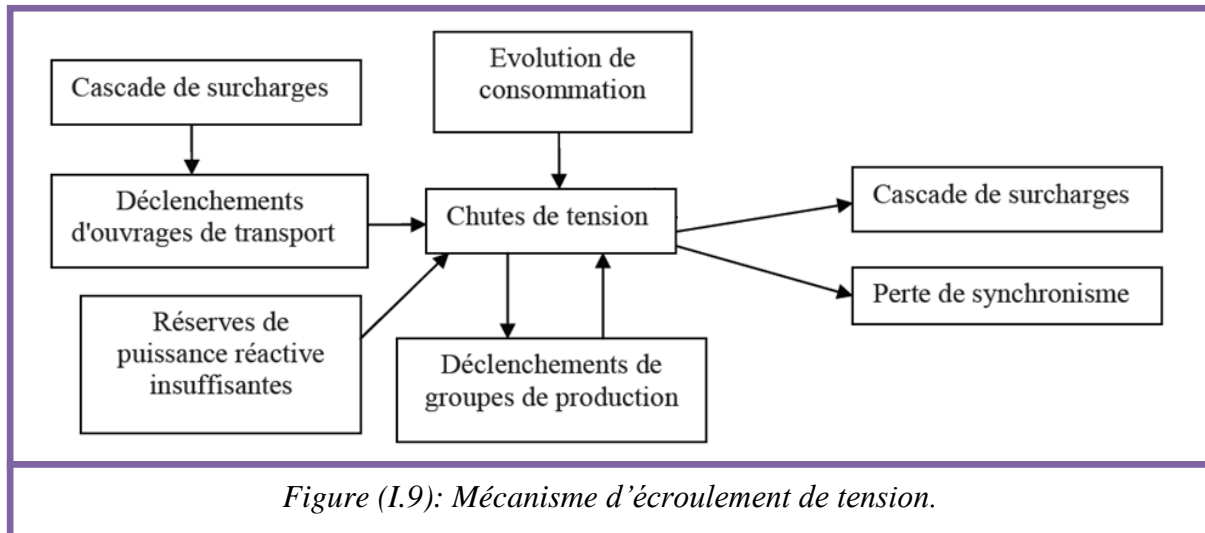 Cascade de surcharges
Evolution de
consommation
Déclenchements
d'ouvrages de transport
Chutes de tension
Cascade de surcharges
Perte de synchronisme
Réserves de
puissance réactive
insuffisantes
Déclenchements de
groupes de production
Figure (I.9): Mécanisme d’écroulement de tension.